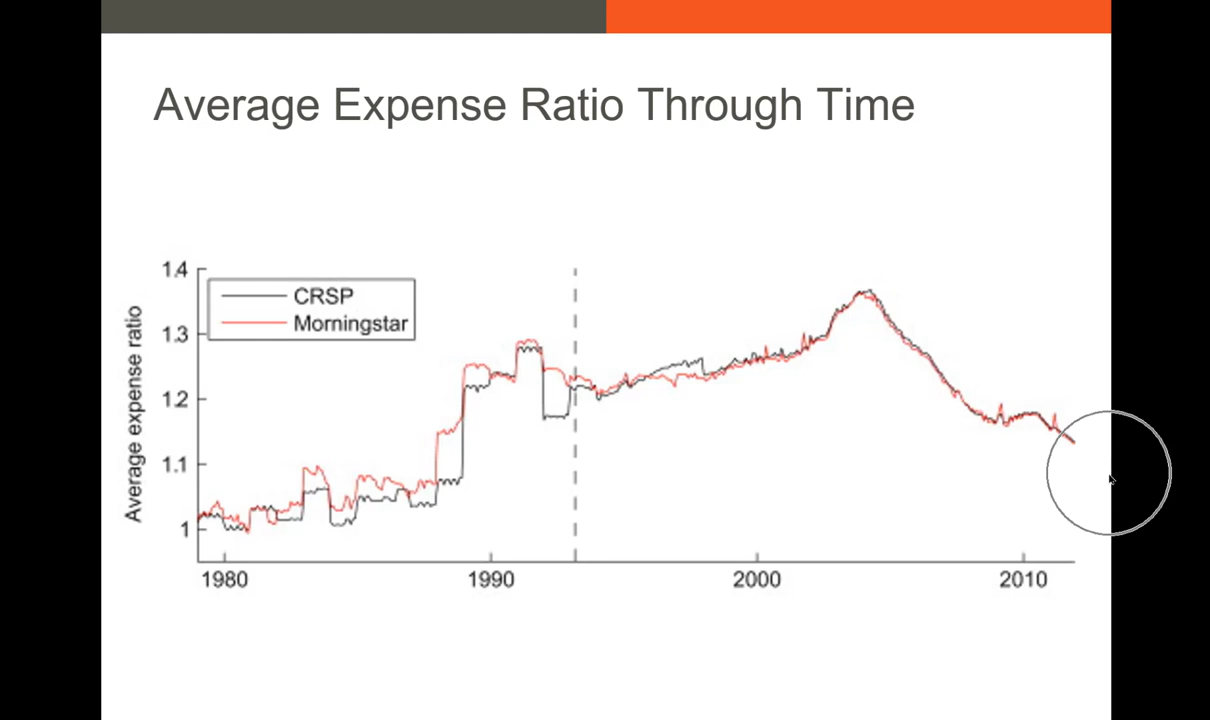 Average Expense Ratio Through Time
1.4
1.3
1.2
1.1
1
Average expense ratio
CRSP
Morningstar
1980
1990
2000
2010